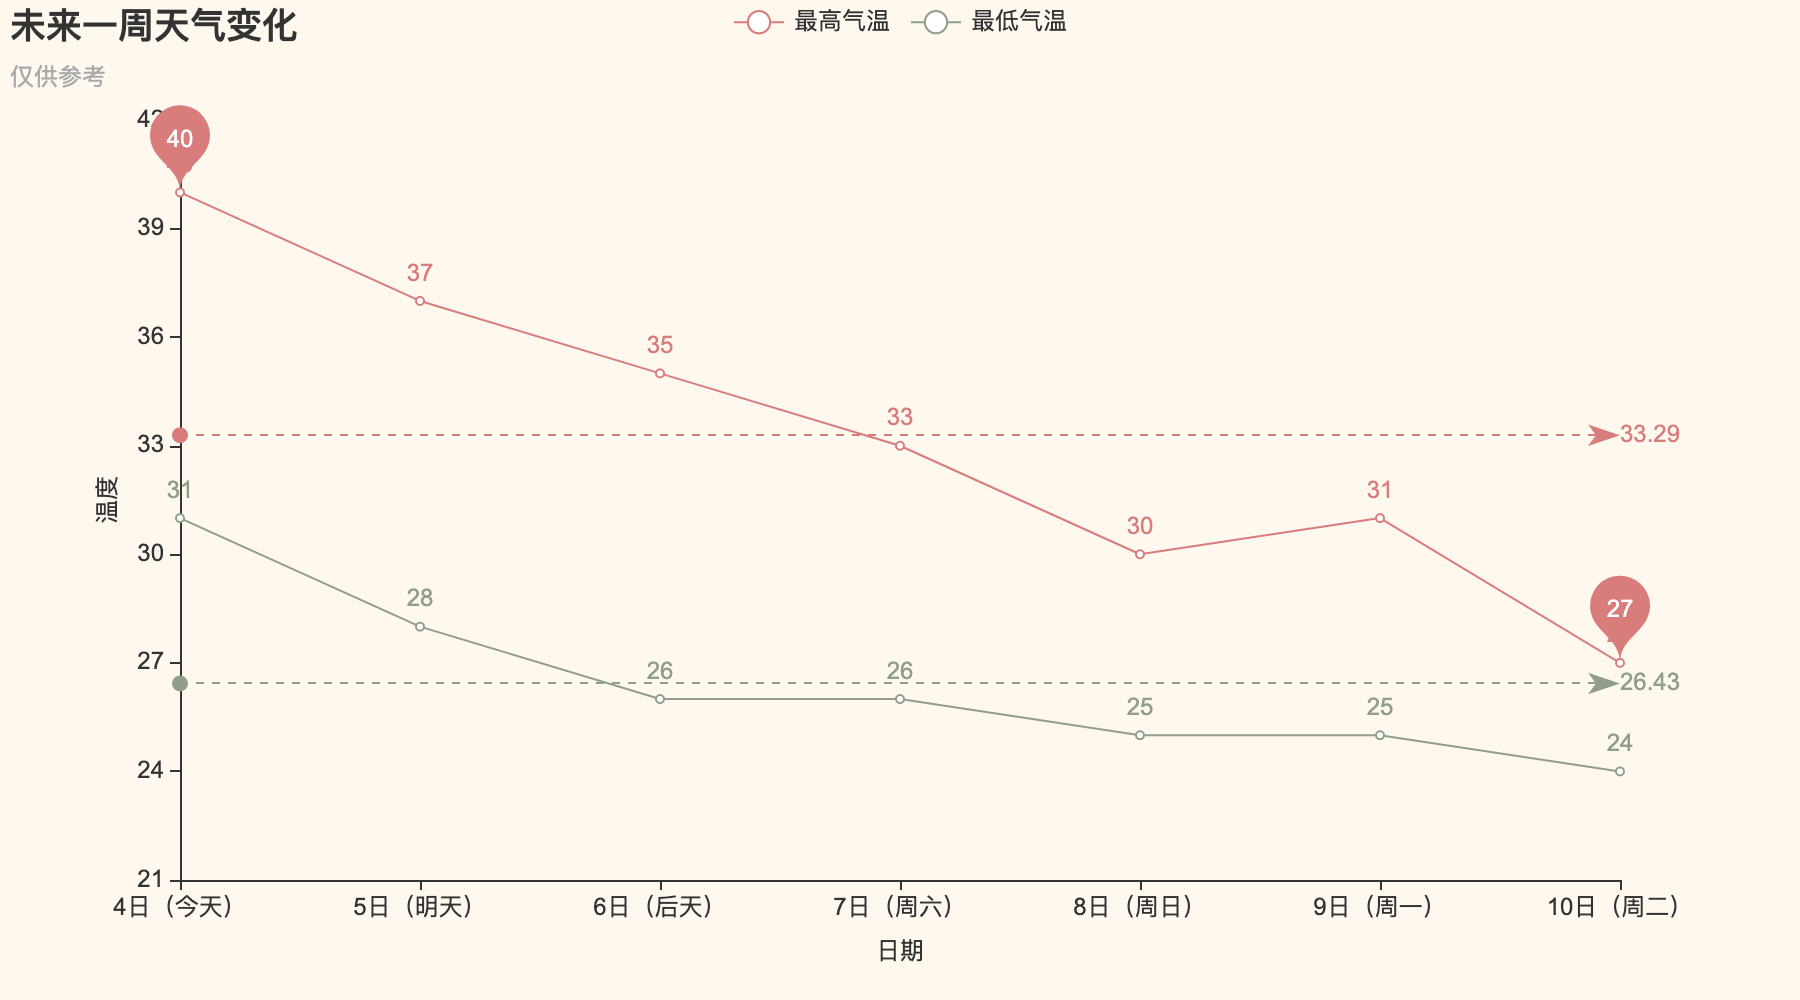 未来一周天气变化
最高气温
最低气温
仅供参考
40
39
37
36
35
33
33
33.29
31
31
温度
30
30
28
27
27
26
26
26.43
25
25
24
24
21
4日（今天）
5日（明天）
6日（后天）
7日（周六）
8日（周日）
9日（周一）
10日（周二）
日期